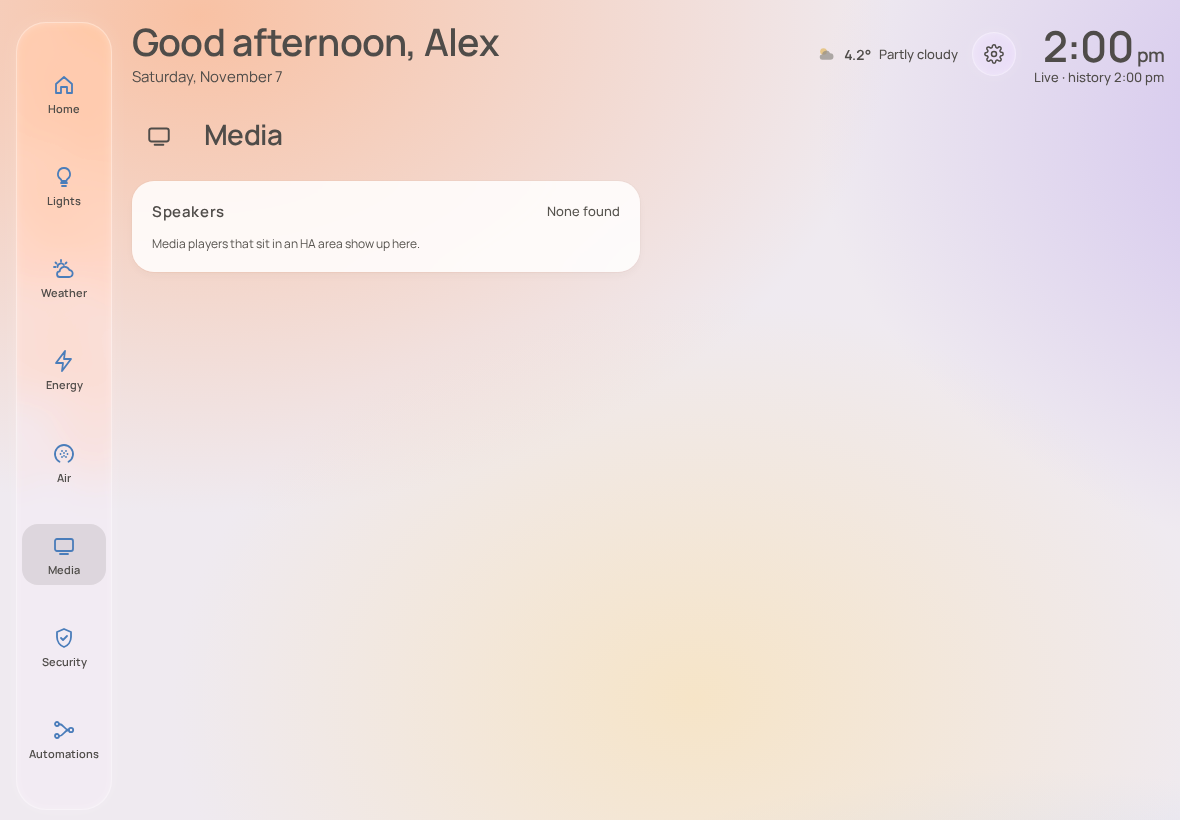 Good afternoon, Alex
Saturday, November 7
4.2° Partly cloudy
2:00 pm
Live · history 2:00 pm
Home
Lights
Weather
Energy
Air
Media
Security
Automations
Media
Speakers
None found
Media players that sit in an HA area show up here.